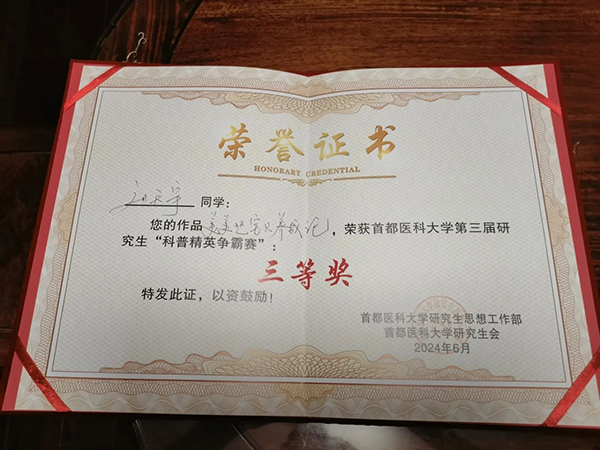 荣誉证书
HONORARY CREDENTIAL
同学:
您的作品,荣获首都医科大学第三届研
究生“科普精英争霸赛”:
三等奖
特发此证,以资鼓励!
首都医科大学研究生思想工作部
首都医科大学研究生会
2024年6月